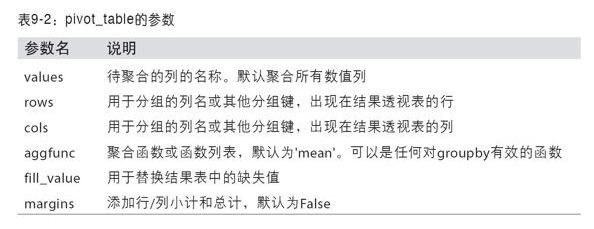 表9-2：pivot_table的参数
参数名 说明
values 待聚合的列的名称。默认聚合所有数值列
rows 用于分组的列名或其他分组键，出现在结果透视表的行
cols 用于分组的列名或其他分组键，出现在结果透视表的列
aggfunc 聚合函数或函数列表，默认为'mean'。可以是任何对groupby有效的函数
fill_value 用于替换结果表中的缺失值
margins 添加行/列小计和总计，默认为False